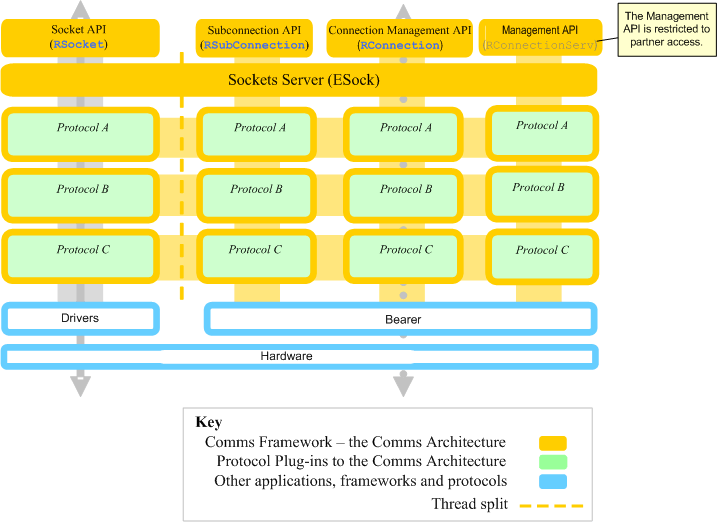 Socket API
(RSocket)
Subconnection API
(RSubConnection)
Connection Management API
(RConnection)
Management API
(RConnectionServ)
The Management
API is restricted to
partner access.
Sockets Server (ESock)
Protocol A
Protocol A
Protocol A
Protocol A
Protocol B
Protocol B
Protocol B
Protocol B
Protocol C
Protocol C
Protocol C
Protocol C
Drivers
Bearer
Hardware
Key
Comms Framework – the Comms Architecture
Protocol Plug-ins to the Comms Architecture
Other applications, frameworks and protocols
Thread split